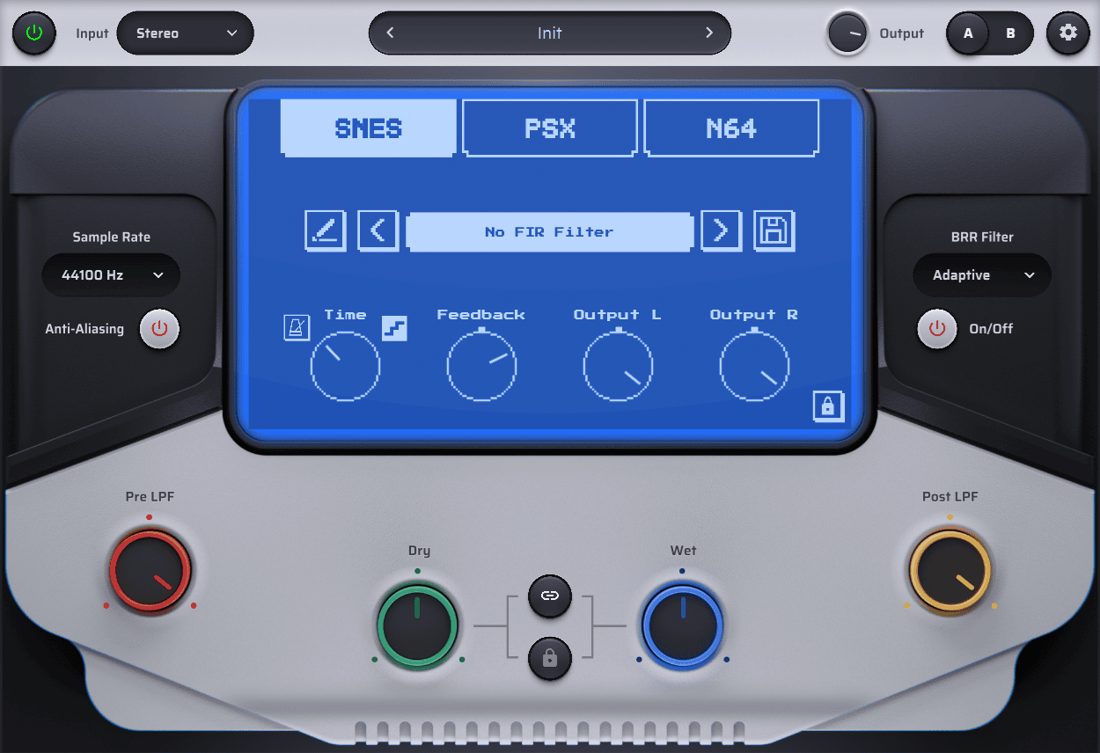 Input
Stereo
Init
Output
A
B
SNES
PSX
N64
Sample Rate
44100 Hz
Anti-Aliasing
No FIR Filter
Time
Feedback
Output L
Output R
BRR Filter
Adaptive
On/Off
Pre LPF
Dry
Wet
Post LPF